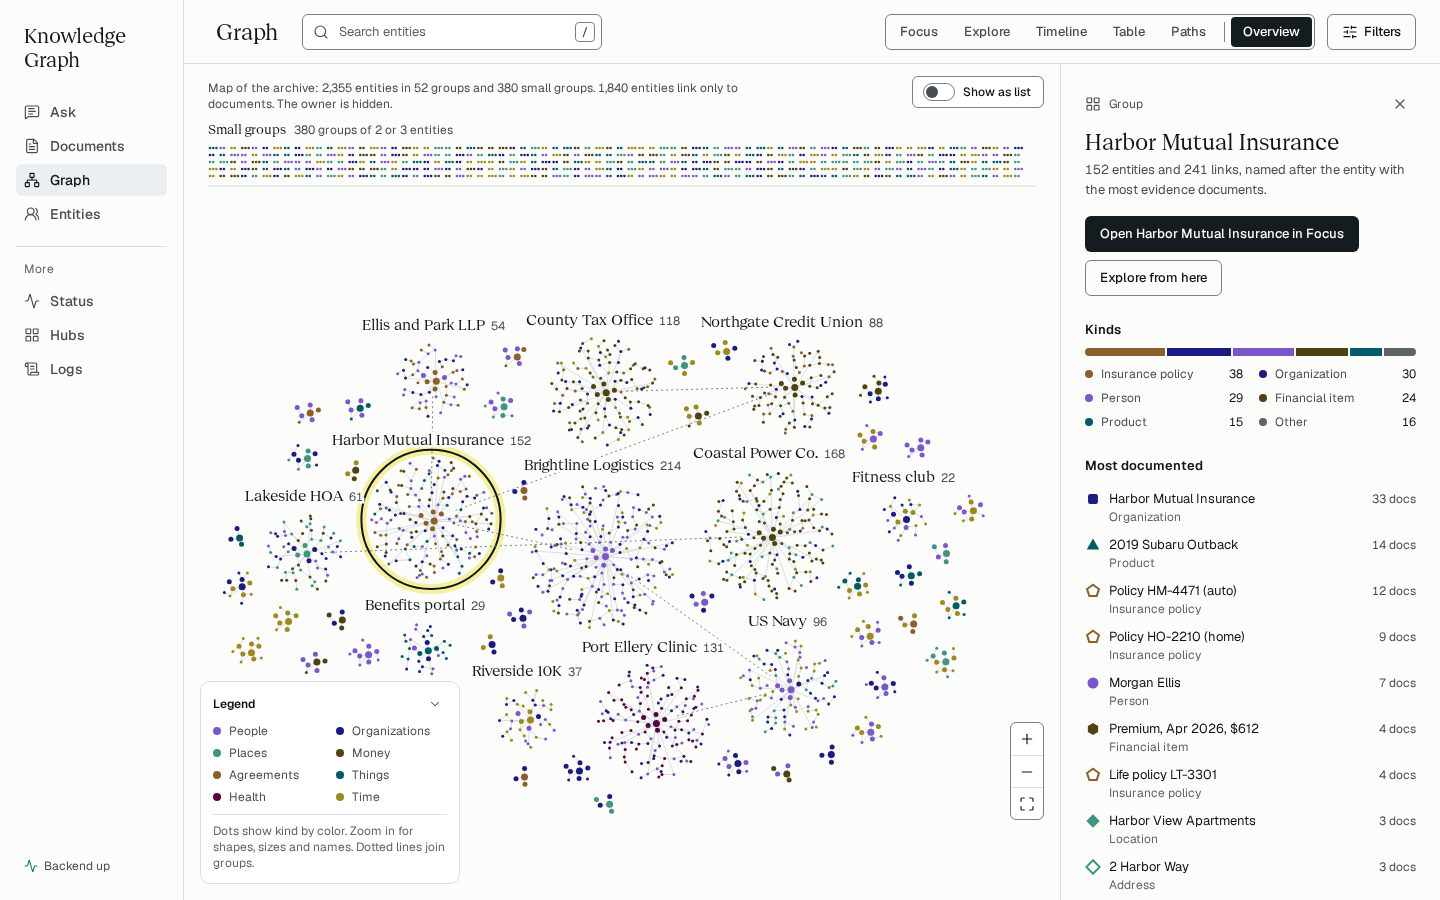 Knowledge
Graph
Ask
Documents
Graph
Entities
More
Status
Hubs
Logs
Backend up
Graph
Search entities
/
Focus
Explore
Timeline
Table
Paths
Overview
Filters
Map of the archive: 2,355 entities in 52 groups and 380 small groups. 1,840 entities link only to
documents. The owner is hidden.
Show as list
Small groups 380 groups of 2 or 3 entities
Ellis and Park LLP 54
County Tax Office 118
Northgate Credit Union 88
Harbor Mutual Insurance 152
Brightline Logistics 214
Coastal Power Co. 168
Fitness club 22
Lakeside HOA 61
Benefits portal 29
US Navy 96
Port Ellery Clinic 131
Riverside 10K 37
Legend
People
Organizations
Places
Money
Agreements
Things
Health
Time
Dots show kind by color. Zoom in for
shapes, sizes and names. Dotted lines join
groups.
Group
Harbor Mutual Insurance
152 entities and 241 links, named after the entity with
the most evidence documents.
Open Harbor Mutual Insurance in Focus
Explore from here
Kinds
Insurance policy 38
Organization 30
Person 29
Financial item 24
Product 15
Other 16
Most documented
Harbor Mutual Insurance 33 docs
Organization
2019 Subaru Outback 14 docs
Product
Policy HM-4471 (auto) 12 docs
Insurance policy
Policy HO-2210 (home) 9 docs
Insurance policy
Morgan Ellis 7 docs
Person
Premium, Apr 2026, $612 4 docs
Financial item
Life policy LT-3301 4 docs
Insurance policy
Harbor View Apartments 3 docs
Location
2 Harbor Way 3 docs
Address